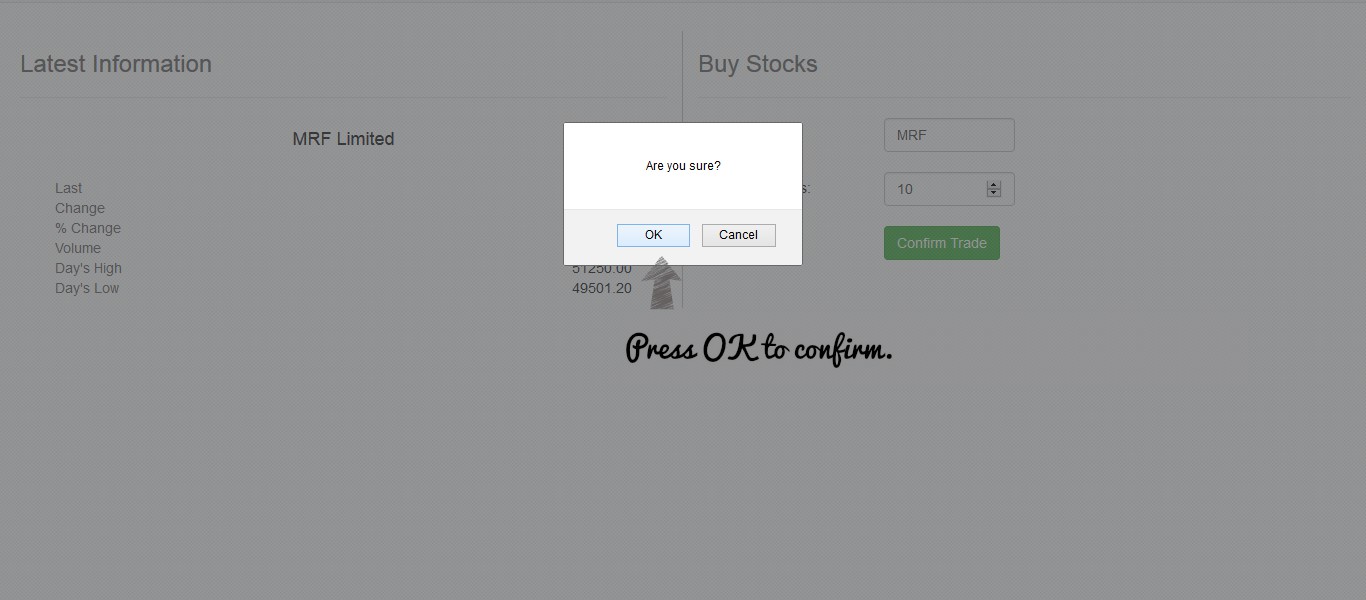 Latest Information
MRF Limited
Last
Change
% Change
Volume
Day's High 51250.00
Day's Low 49501.20
Buy Stocks
MRF
s: 10
Confirm Trade
Are you sure?
OK Cancel
Press OK to confirm.